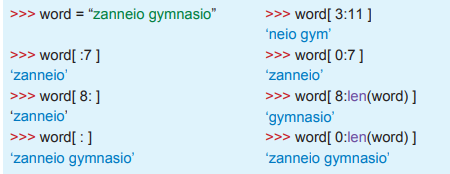 >>> word = “zanneio gymnasio”
>>> word[ :7 ]
‘zanneio’
>>> word[ 8: ]
‘zanneio’
>>> word[ : ]
‘zanneio gymnasio’
>>> word[ 3:11 ]
‘neio gym’
>>> word[ 0:7 ]
‘zanneio’
>>> word[ 8:len(word) ]
‘gymnasio’
>>> word[ 0:len(word) ]
‘zanneio gymnasio’